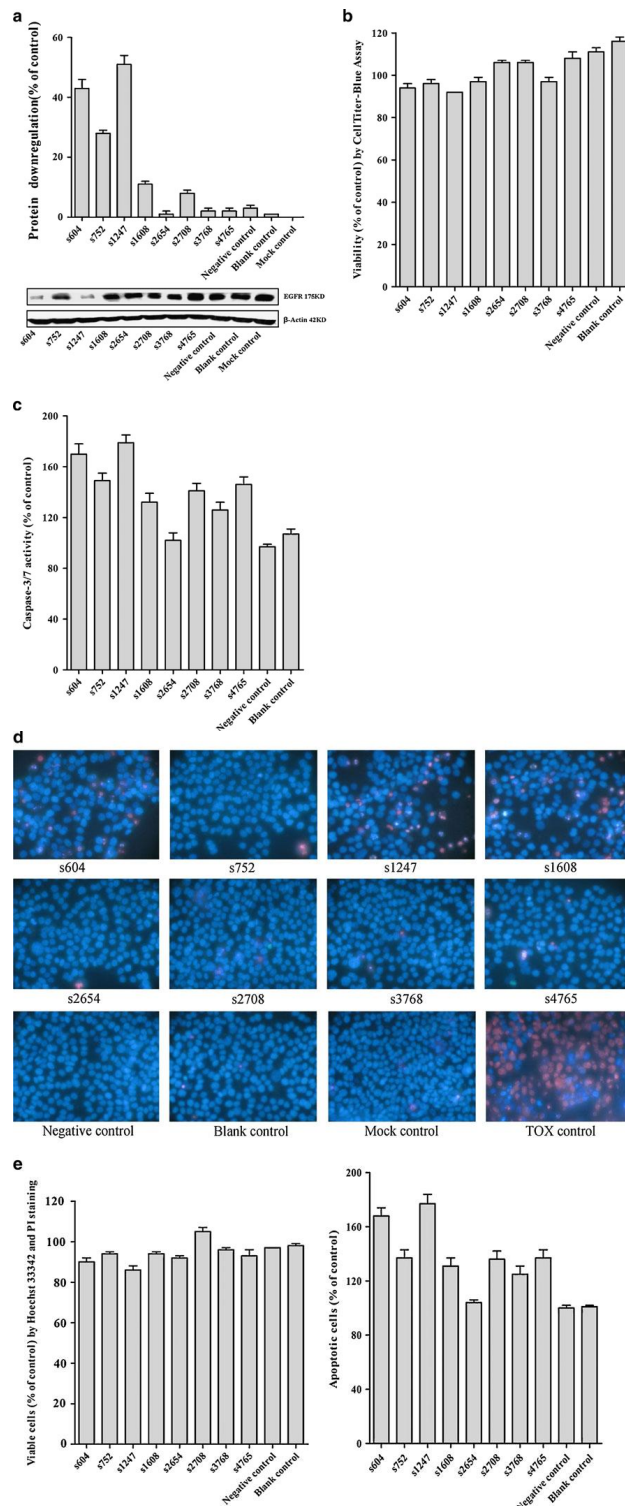 a
Protein downregulation(% of control)
60
40
20
0
s604
s752
s1247
s1608
s2654
s2708
s3768
s4765
Negative control
Blank control
Mock control
EGFR 175KD
β-Actin 42KD
s604
s752
s1247
s1608
s2654
s2708
s3768
s4765
Negative control
Blank control
Mock control
b
Viability (% of control) by CellTiter-Blue Assay
120
100
80
60
40
20
0
s604
s752
s1247
s1608
s2654
s2708
s3768
s4765
Negative control
Blank control
c
Caspase-3/7 activity (% of control)
200
160
120
80
40
0
s604
s752
s1247
s1608
s2654
s2708
s3768
s4765
Negative control
Blank control
d
s604 s752 s1247 s1608
s2654 s2708 s3768 s4765
Negative control Blank control Mock control TOX control
e
Viable cells (% of control) by Hoechst 33342 and PI staining
120
100
80
60
40
20
0
s604
s752
s1247
s1608
s2654
s2708
s3768
s4765
Negative control
Blank control
Apoptotic cells (% of control)
200
160
120
80
40
0
s604
s752
s1247
s1608
s2654
s2708
s3768
s4765
Negative control
Blank control